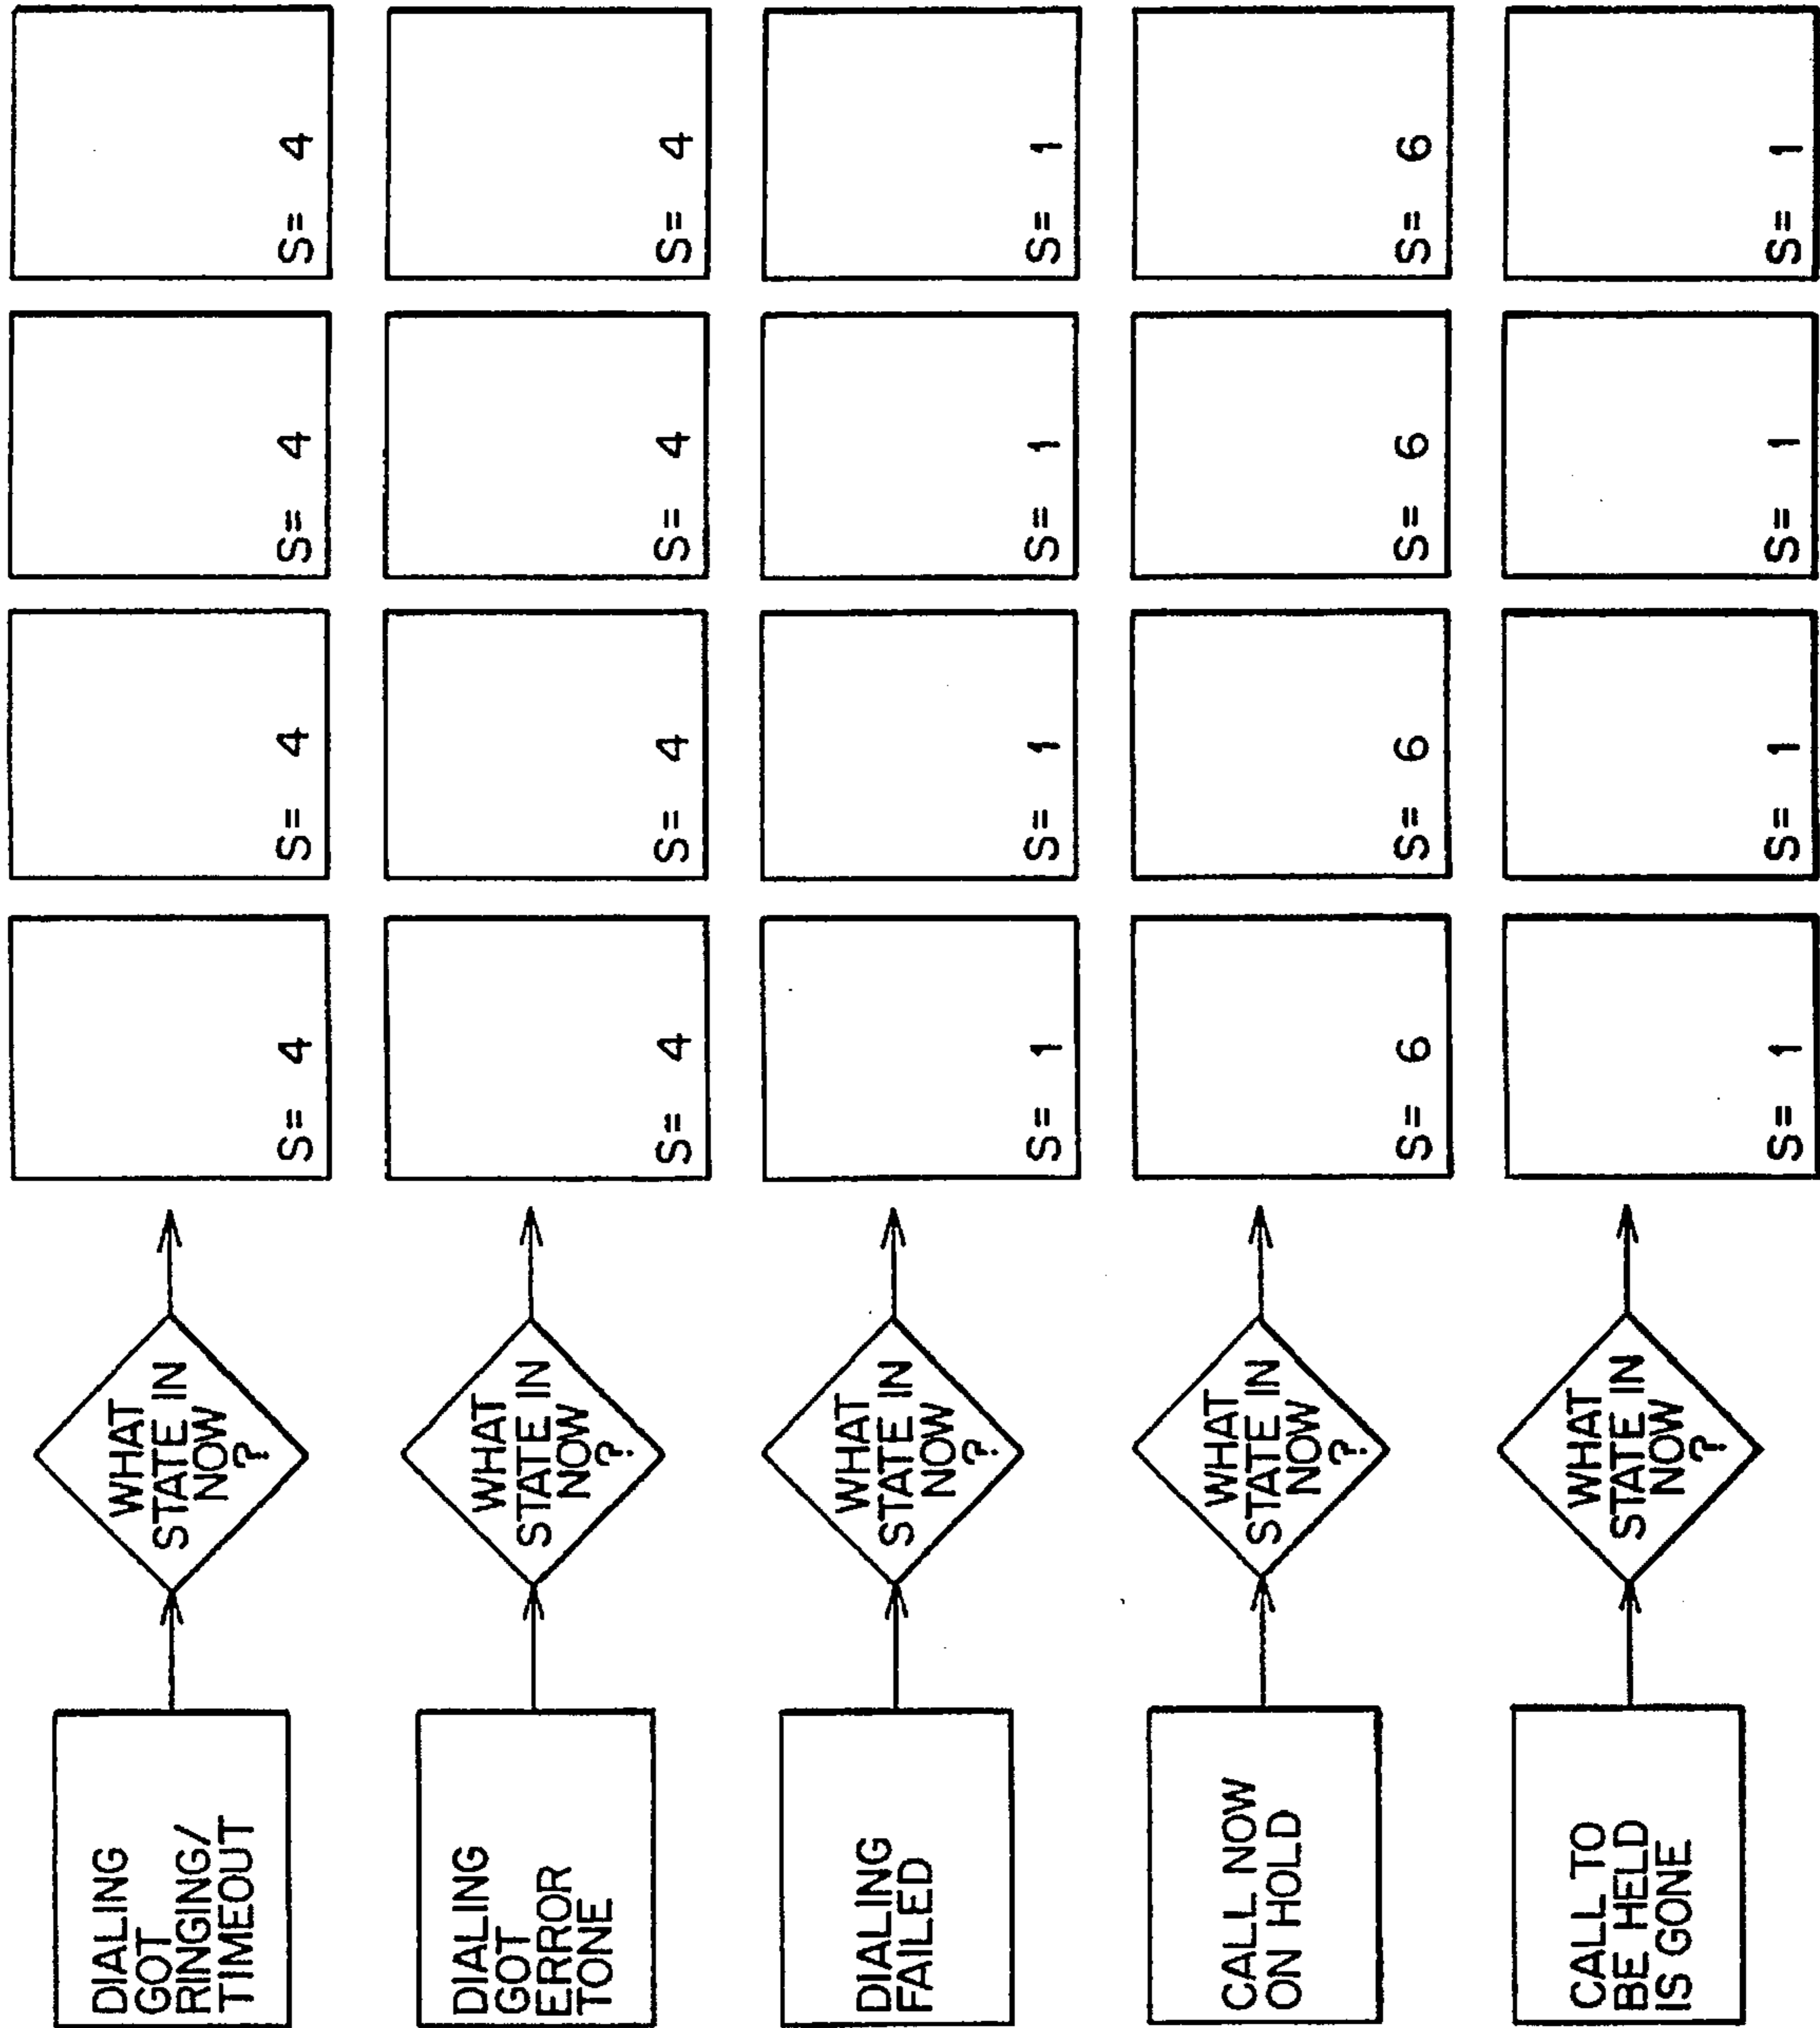 DIALING
GOT
RINGING/
TIMEOUT
WHAT
STATE IN
NOW
?
S= 4
S= 4
S= 4
S= 4
DIALING
GOT
ERROR
TONE
WHAT
STATE IN
NOW
?
S= 4
S= 4
S= 4
S= 4
DIALING
FAILED
WHAT
STATE IN
NOW
?
S= 1
S= 1
S= 1
S= 1
CALL NOW
ON HOLD
WHAT
STATE IN
NOW
?
S= 6
S= 6
S= 6
S= 6
CALL TO
BE HELD
IS GONE
WHAT
STATE IN
NOW
?
S= 1
S= 1
S= 1
S= 1